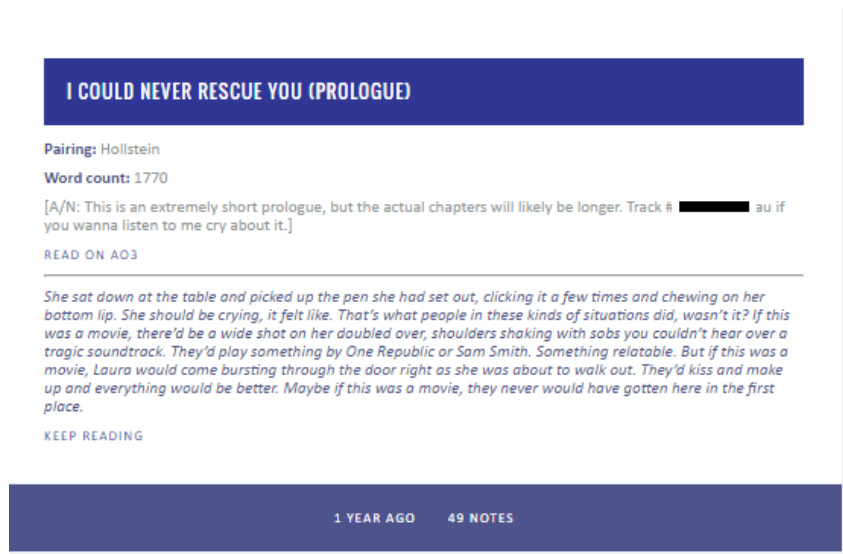 I COULD NEVER RESCUE YOU (PROLOGUE)
Pairing: Hollstein
Word count: 1770
[A/N: This is an extremely short prologue, but the actual chapters will likely be longer. Track # au if
you wanna listen to me cry about it.]
READ ON AO3
She sat down at the table and picked up the pen she had set out, clicking it a few times and chewing on her
bottom lip. She should be crying, it felt like. That’s what people in these kinds of situations did, wasn’t it? If this
was a movie, there’d be a wide shot on her doubled over, shoulders shaking with sobs you couldn’t hear over a
tragic soundtrack. They’d play something by One Republic or Sam Smith. Something relatable. But if this was a
movie, Laura would come bursting through the door right as she was about to walk out. They’d kiss and make
up and everything would be better. Maybe if this was a movie, they never would have gotten here in the first
place.
KEEP READING
1 YEAR AGO 49 NOTES